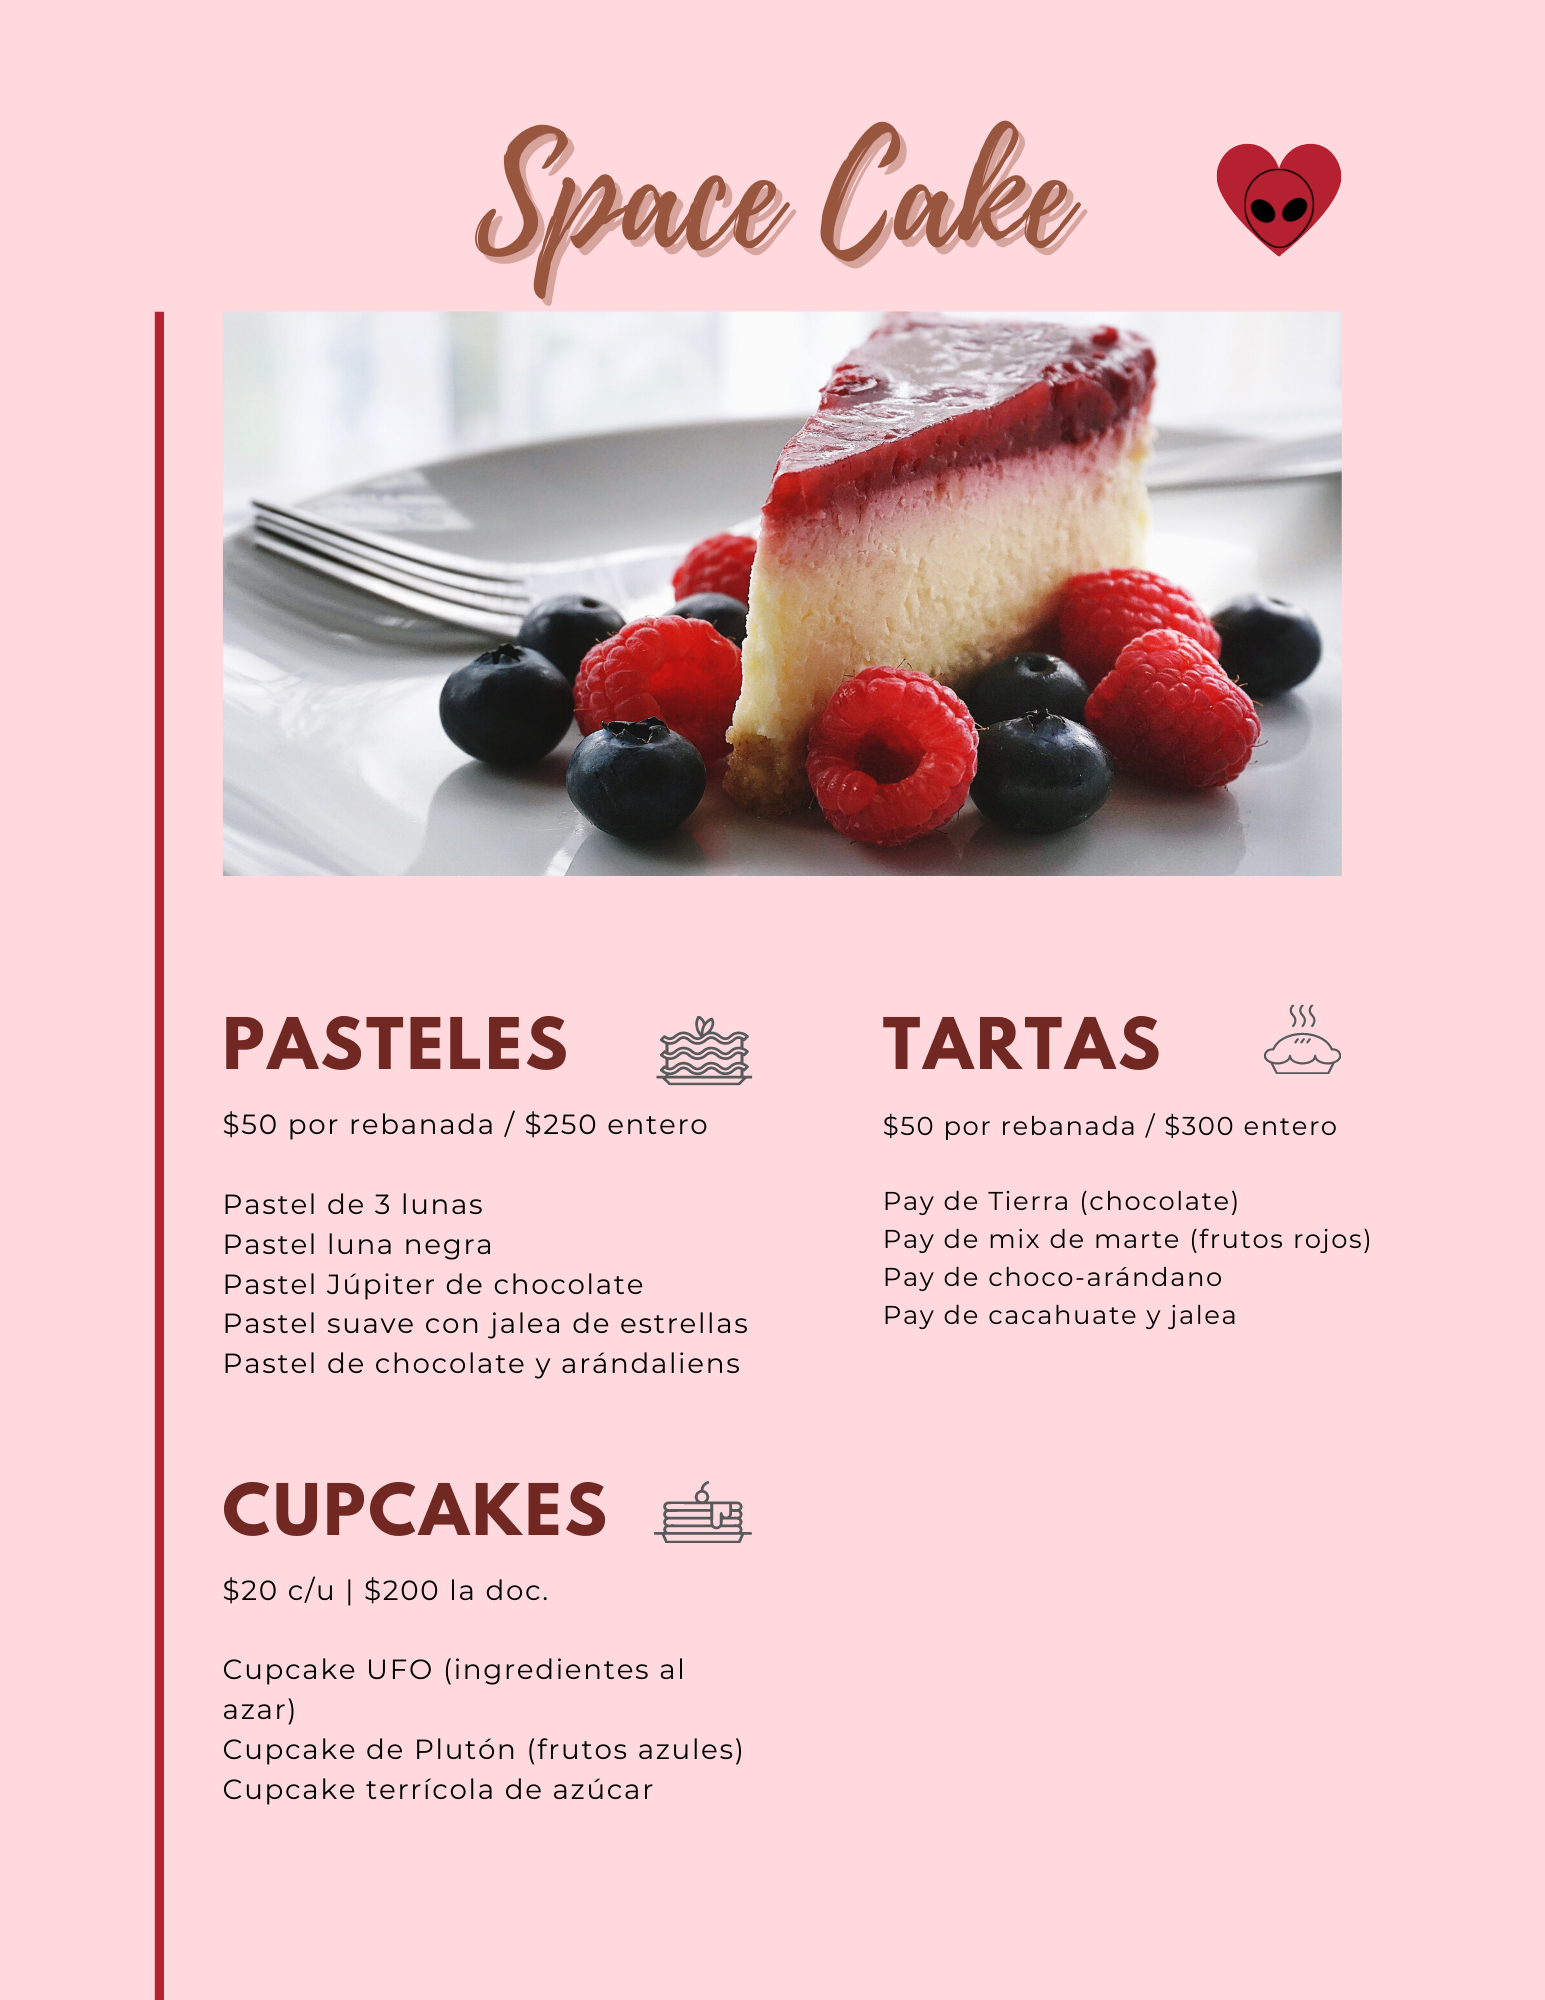 Space Cake
PASTELES
$50 por rebanada / $250 entero
Pastel de 3 lunas
Pastel luna negra
Pastel Júpiter de chocolate
Pastel suave con jalea de estrellas
Pastel de chocolate y arándaliens
TARTAS
$50 por rebanada / $300 entero
Pay de Tierra (chocolate)
Pay de mix de marte (frutos rojos)
Pay de choco-arándano
Pay de cacahuate y jalea
CUPCAKES
$20 c/u | $200 la doc.
Cupcake UFO (ingredientes al
azar)
Cupcake de Plutón (frutos azules)
Cupcake terrícola de azúcar